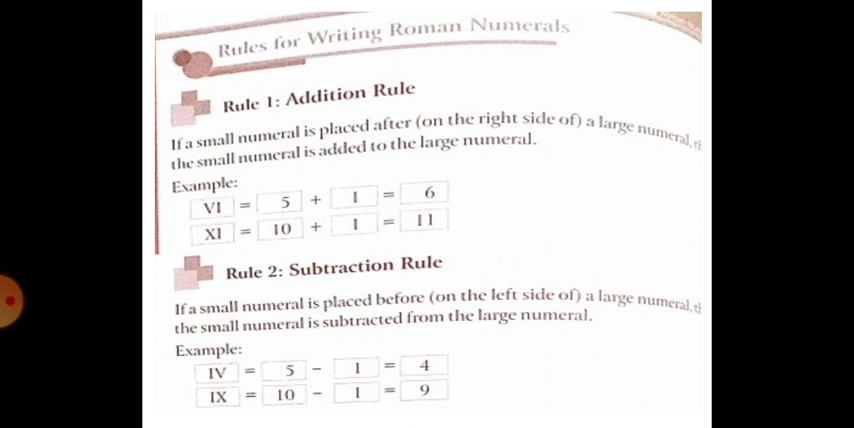 Rules for Writing Roman Numerals
Rule 1: Addition Rule
If a small numeral is placed after (on the right side of) a large numeral,
the small numeral is added to the large numeral.
Example:
VI = 5 + 1 = 6
XI = 10 + 1 = 11
Rule 2: Subtraction Rule
If a small numeral is placed before (on the left side of) a large numeral,
the small numeral is subtracted from the large numeral.
Example:
IV = 5 - 1 = 4
IX = 10 - 1 = 9